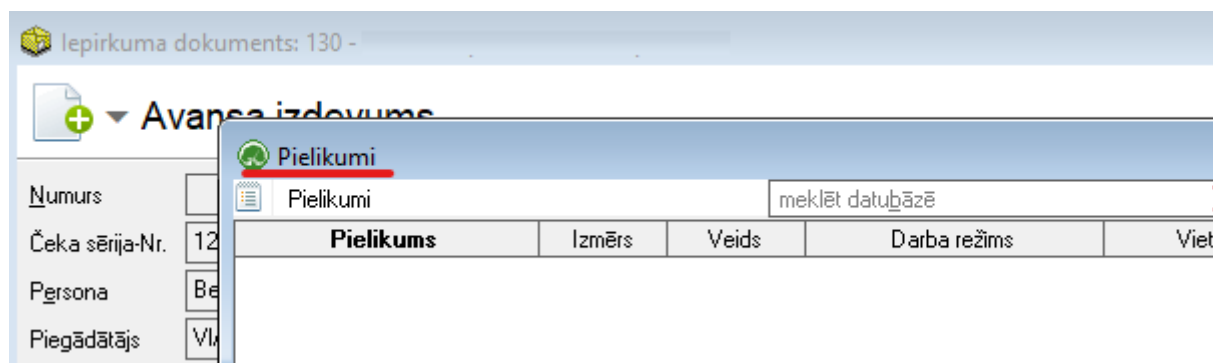 Iepirkuma dokuments: 130 -
Avansa izdevums
Pielikumi
Numurs
Pielikumi meklēt datubāzē
Čeka sērija-Nr. 12
Pielikums Izmērs Veids Darba režīms Viet
Persona Be
Piegādātājs VIA